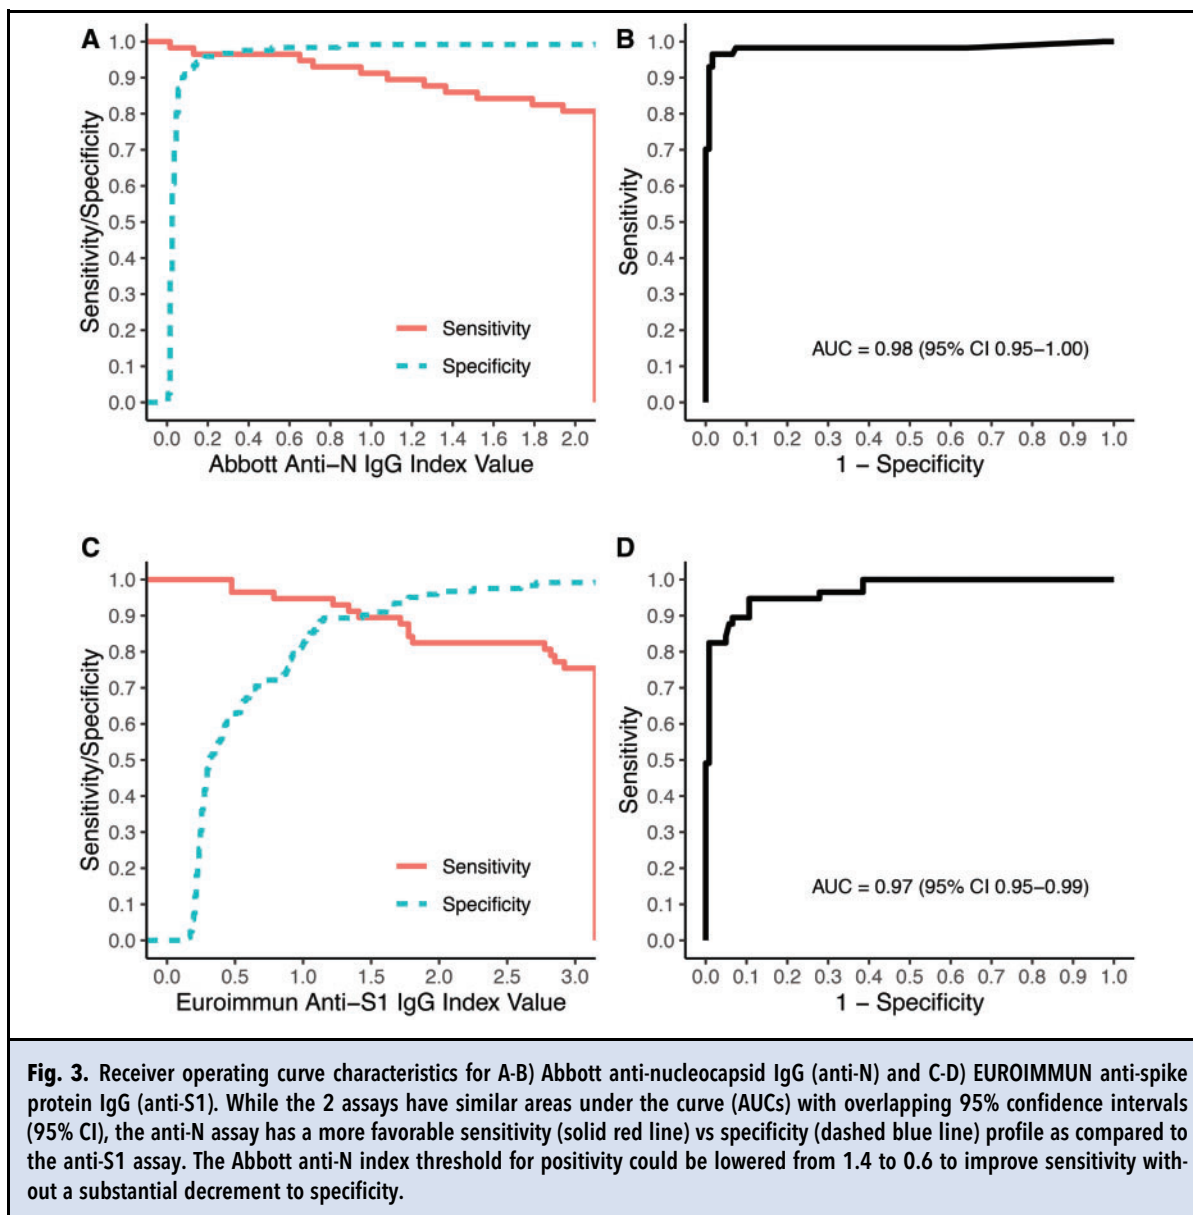 A
1.0
0.9
0.8
0.7
0.6
0.5
0.4
0.3
0.2
0.1
0.0
Sensitivity/Specificity
Sensitivity
Specificity
0.0 0.2 0.4 0.6 0.8 1.0 1.2 1.4 1.6 1.8 2.0
Abbott Anti−N IgG Index Value
B
1.0
0.9
0.8
0.7
0.6
0.5
0.4
0.3
0.2
0.1
0.0
Sensitivity
AUC = 0.98 (95% CI 0.95−1.00)
0.0 0.1 0.2 0.3 0.4 0.5 0.6 0.7 0.8 0.9 1.0
1 − Specificity
C
1.0
0.9
0.8
0.7
0.6
0.5
0.4
0.3
0.2
0.1
0.0
Sensitivity/Specificity
Sensitivity
Specificity
0.0 0.5 1.0 1.5 2.0 2.5 3.0
Euroimmun Anti−S1 IgG Index Value
D
1.0
0.9
0.8
0.7
0.6
0.5
0.4
0.3
0.2
0.1
0.0
Sensitivity
AUC = 0.97 (95% CI 0.95−0.99)
0.0 0.1 0.2 0.3 0.4 0.5 0.6 0.7 0.8 0.9 1.0
1 − Specificity
Fig. 3. Receiver operating curve characteristics for A-B) Abbott anti-nucleocapsid IgG (anti-N) and C-D) EUROIMMUN anti-spike
protein IgG (anti-S1). While the 2 assays have similar areas under the curve (AUCs) with overlapping 95% confidence intervals
(95% CI), the anti-N assay has a more favorable sensitivity (solid red line) vs specificity (dashed blue line) profile as compared to
the anti-S1 assay. The Abbott anti-N index threshold for positivity could be lowered from 1.4 to 0.6 to improve sensitivity with-
out a substantial decrement to specificity.